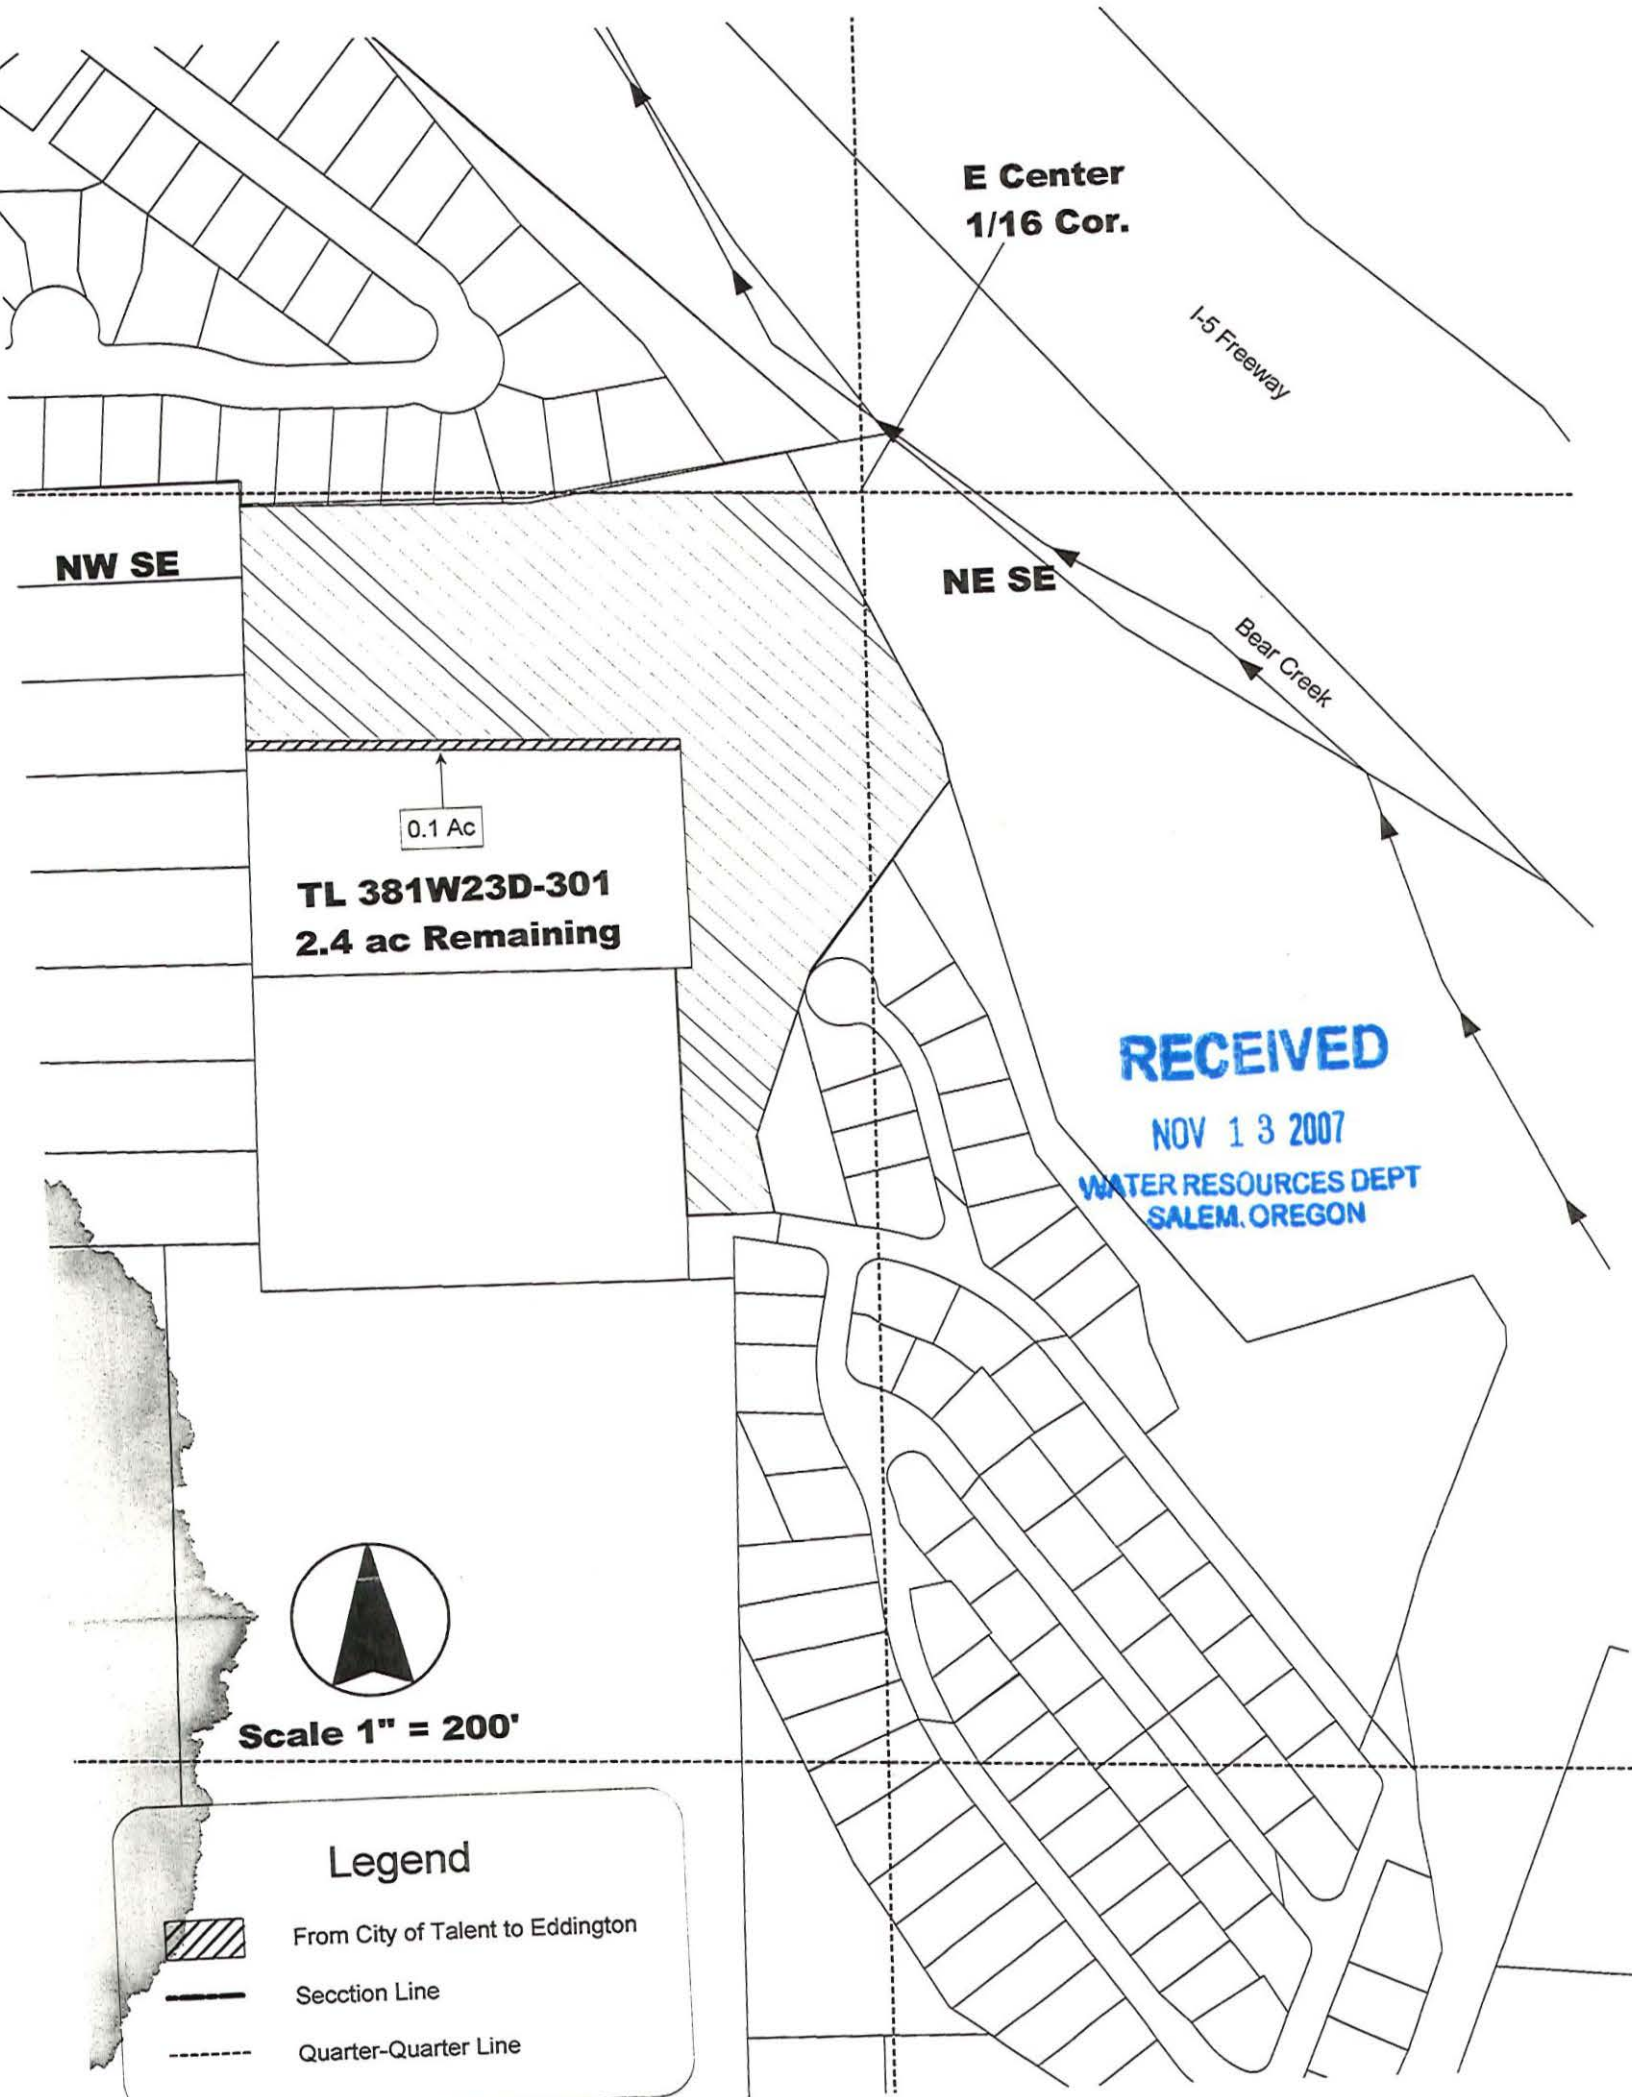 E Center
1/16 Cor.
I-5 Freeway
NW SE
NE SE
Bear Creek
0.1 Ac
TL 381W23D-301
2.4 ac Remaining
RECEIVED
NOV 13 2007
WATER RESOURCES DEPT
SALEM, OREGON
Scale 1" = 200'
Legend
From City of Talent to Eddington
Secction Line
Quarter-Quarter Line